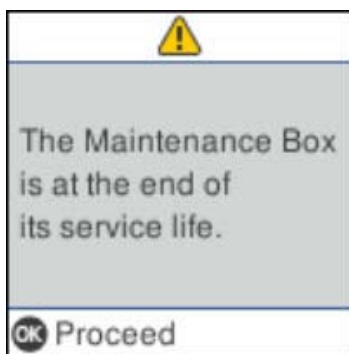 The Maintenance Box
is at the end of
its service life.
OK Proceed